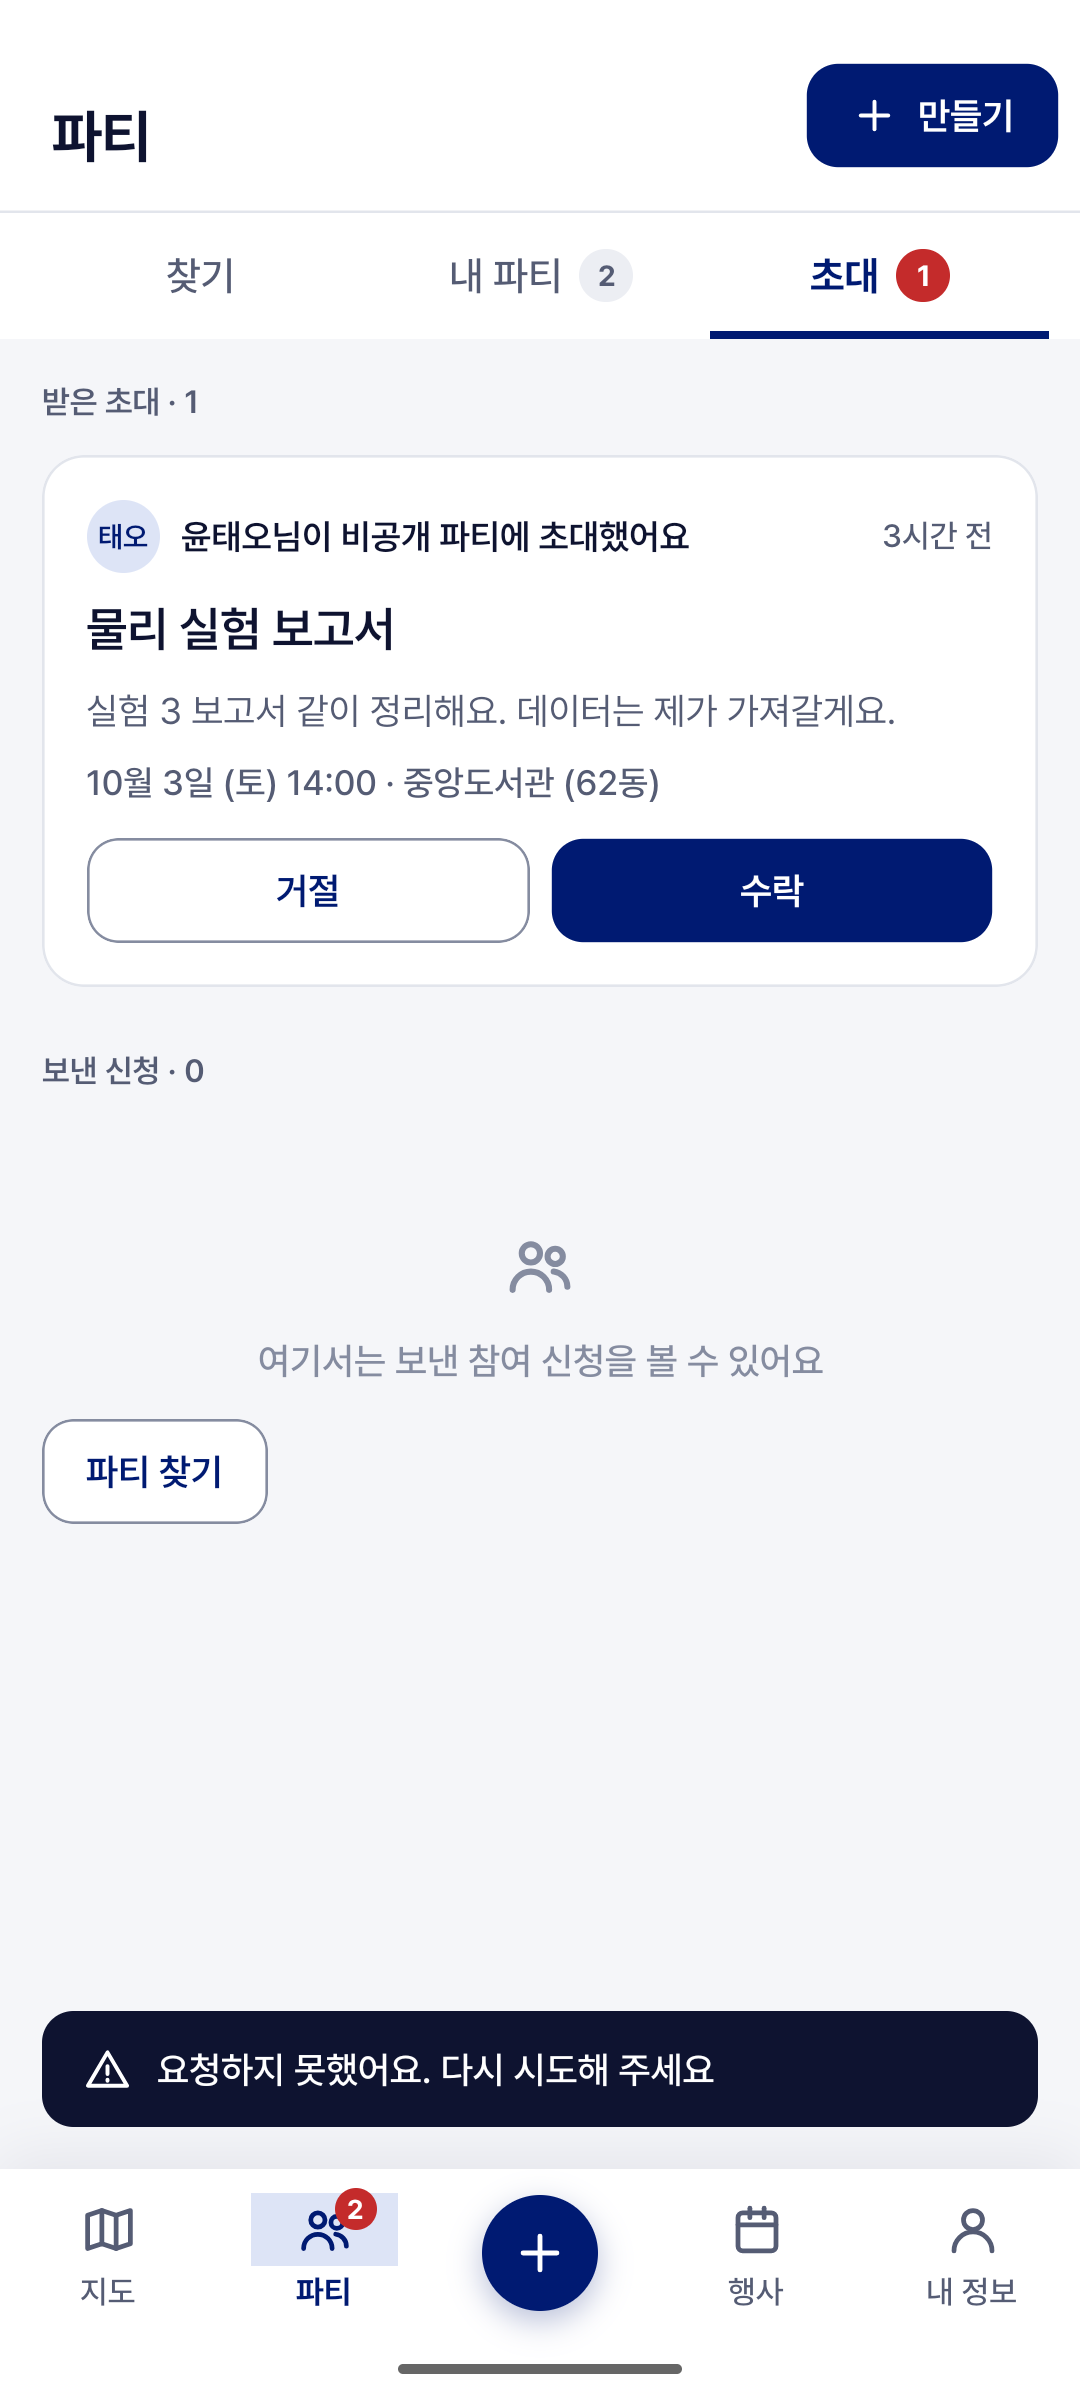 파티
만들기
찾기
내 파티 2
초대 1
받은 초대 · 1
태오 윤태오님이 비공개 파티에 초대했어요 3시간 전
물리 실험 보고서
실험 3 보고서 같이 정리해요. 데이터는 제가 가져갈게요.
10월 3일 (토) 14:00 · 중앙도서관 (62동)
거절
수락
보낸 신청 · 0
여기서는 보낸 참여 신청을 볼 수 있어요
파티 찾기
요청하지 못했어요. 다시 시도해 주세요
2
지도
파티
행사
내 정보